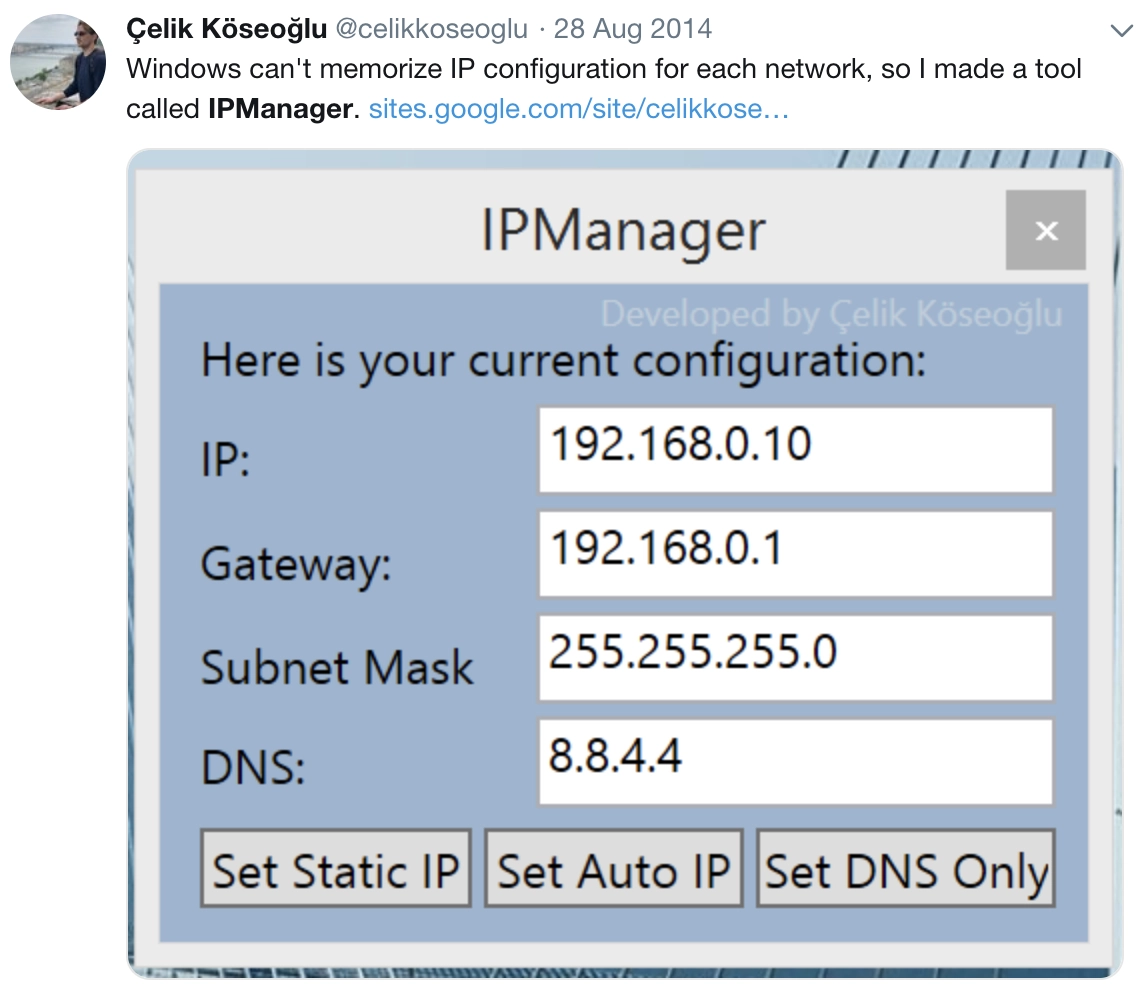 Çelik Köseoğlu @celikkoseoglu · 28 Aug 2014
Windows can't memorize IP configuration for each network, so I made a tool
called IPManager. sites.google.com/site/celikkose…
IPManager
x
Developed by Çelik Köseoğlu
Here is your current configuration:
IP: 192.168.0.10
Gateway: 192.168.0.1
Subnet Mask 255.255.255.0
DNS: 8.8.4.4
Set Static IP Set Auto IP Set DNS Only